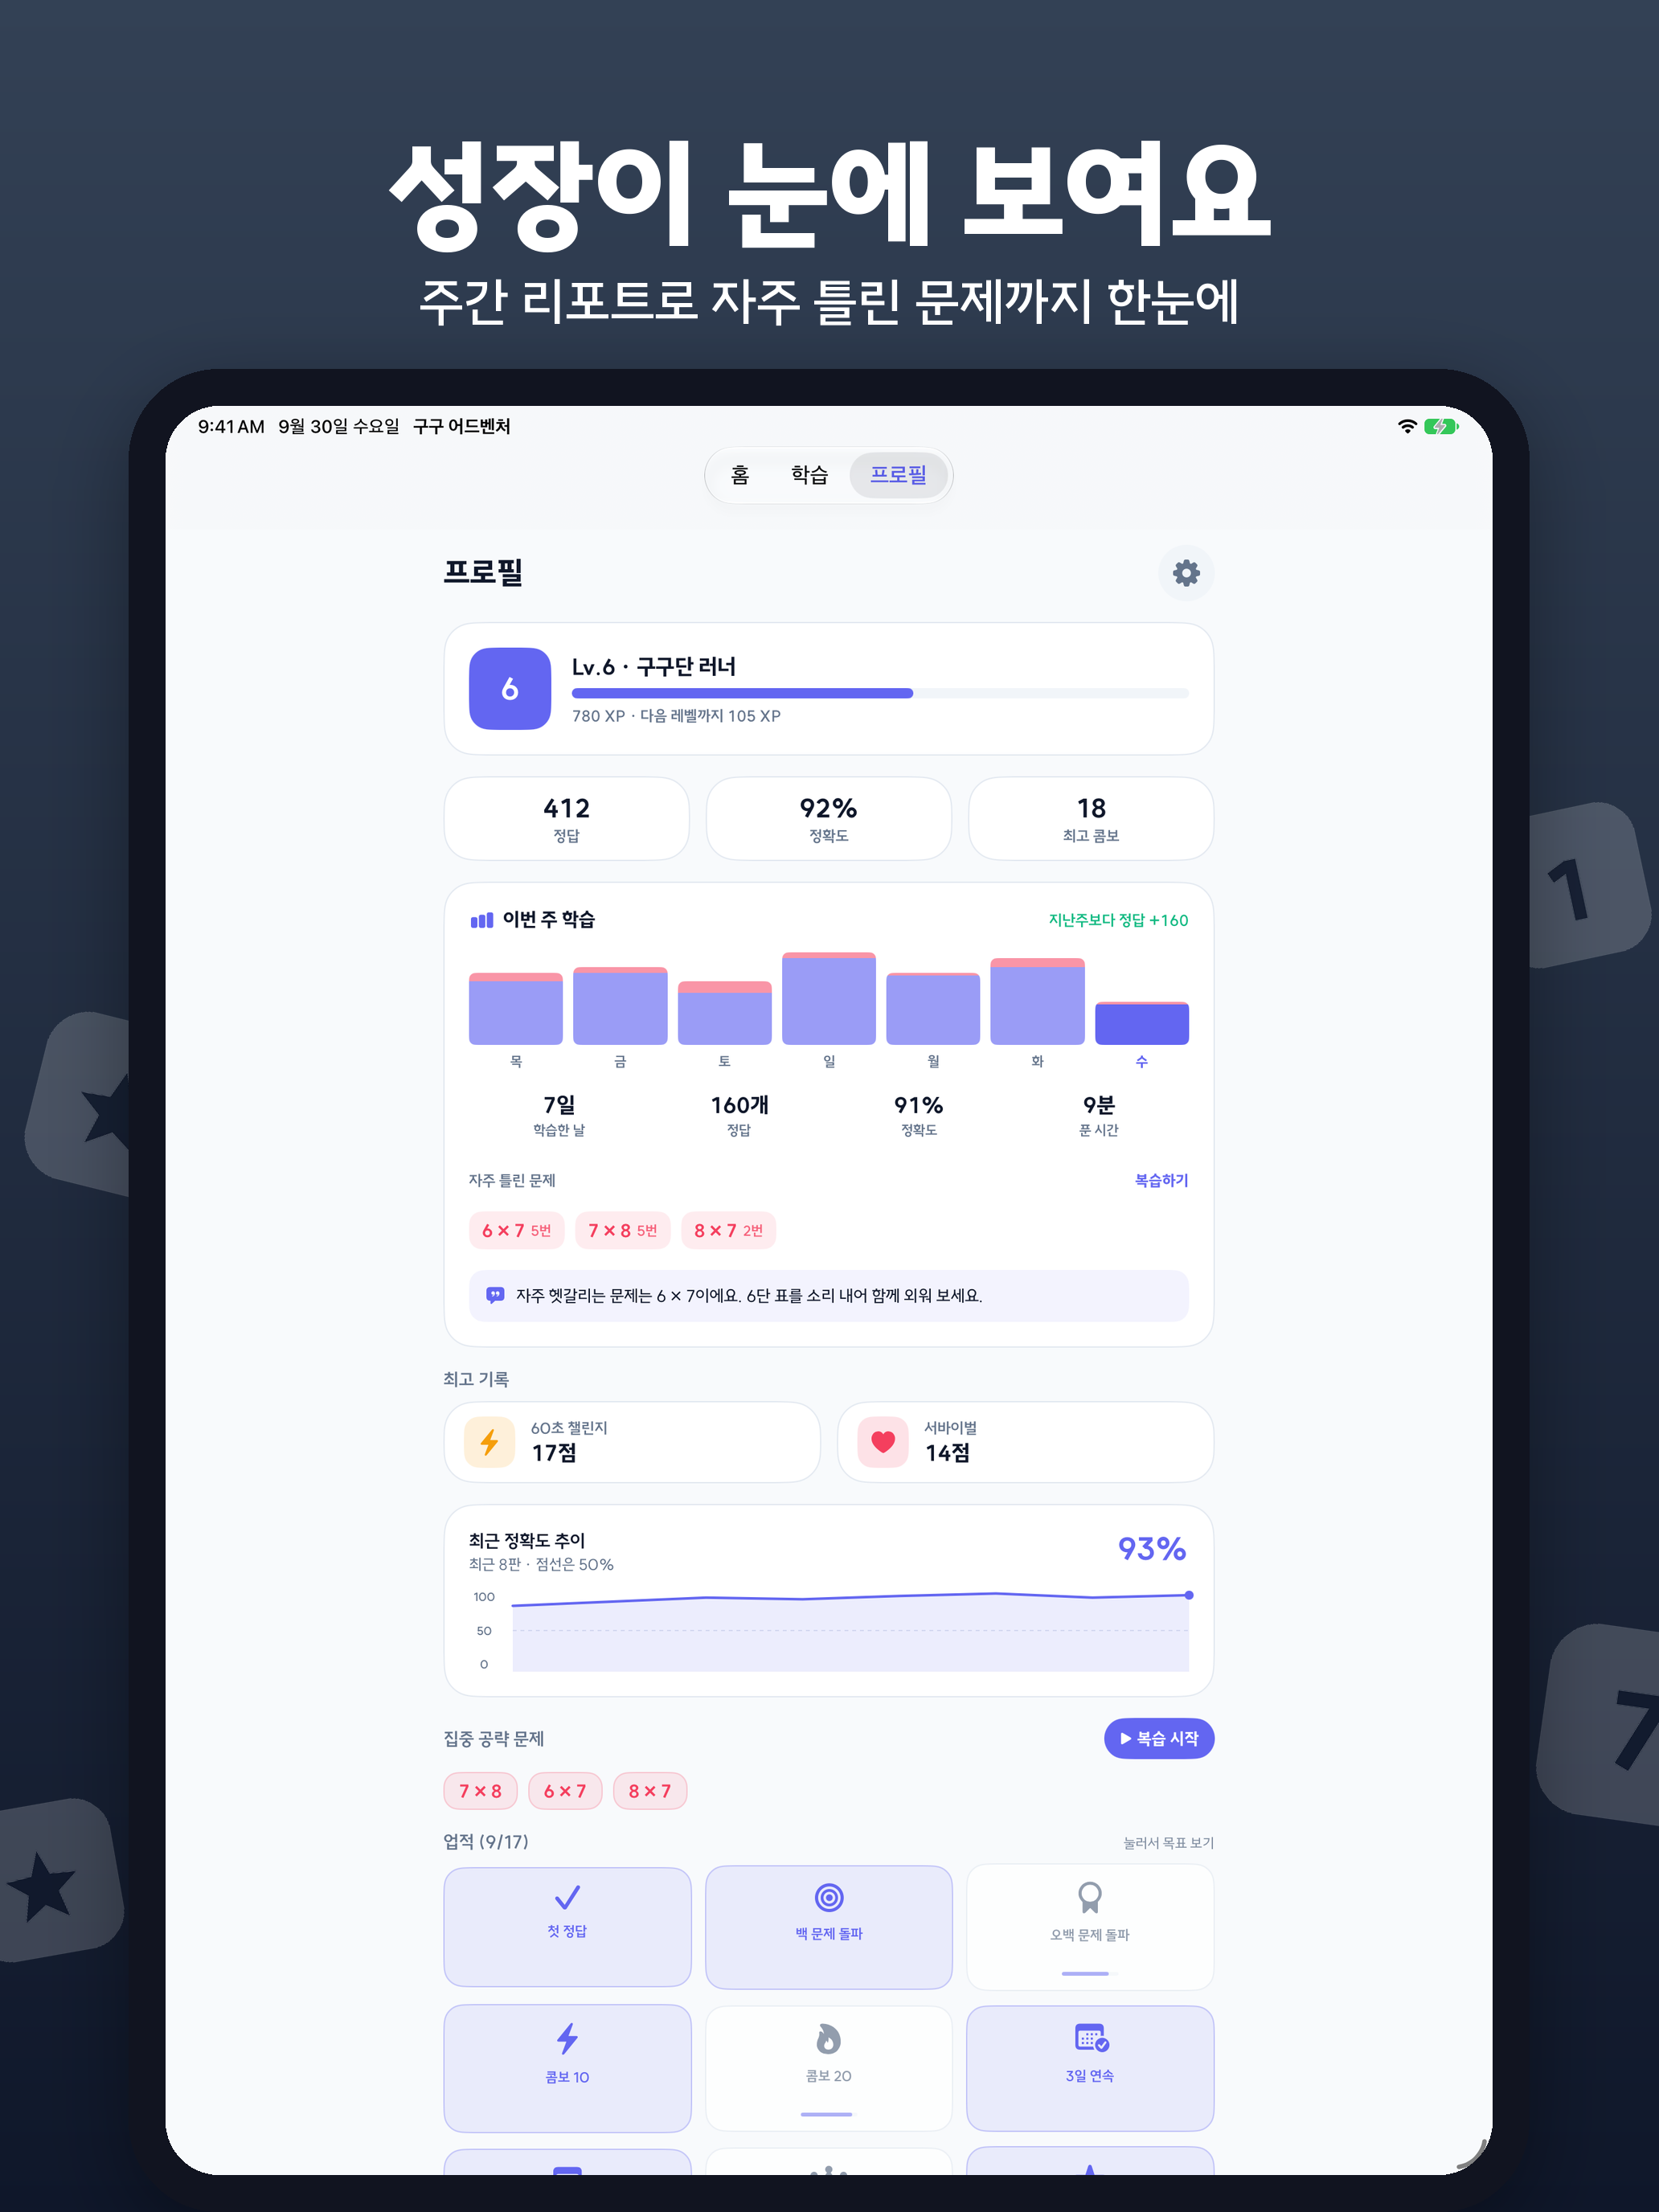 성장이 눈에 보여요
주간 리포트로 자주 틀린 문제까지 한눈에
9:41 AM 9월 30일 수요일 구구 어드벤처
홈 학습 프로필
프로필
6
Lv.6 · 구구단 러너
780 XP · 다음 레벨까지 105 XP
412 92% 18
정답 정확도 최고 콤보
1
이번 주 학습 지난주보다 정답 +160
목 금 토 일 월 화 수
7일 160개 91% 9분
학습한 날 정답 정확도 푼 시간
자주 틀린 문제 복습하기
6 × 7 5번 7 × 8 5번 8 × 7 2번
자주 헷갈리는 문제는 6 × 7이에요. 6단 표를 소리 내어 함께 외워 보세요.
최고 기록
60초 챌린지 서바이벌
17점 14점
최근 정확도 추이 93%
최근 8판 · 점선은 50%
100
50
0
7
집중 공략 문제 복습 시작
7 × 8 6 × 7 8 × 7
업적 (9/17) 눌러서 목표 보기
첫 정답 백 문제 돌파 오백 문제 돌파
콤보 10 콤보 20 3일 연속